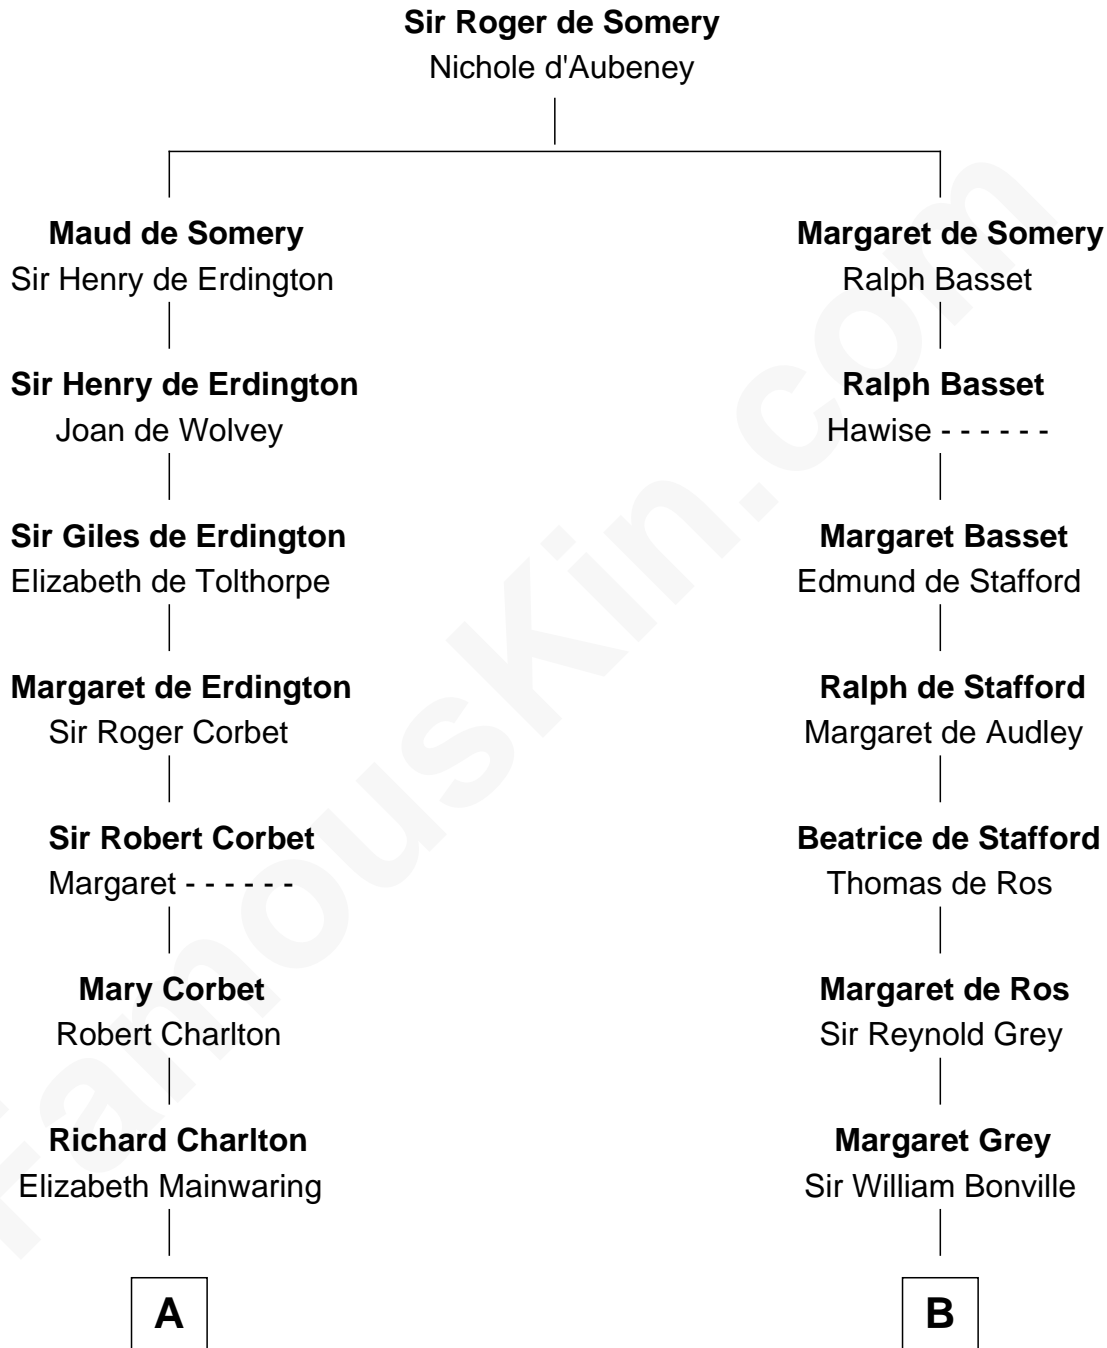 Sir Roger de Somery
Nichole d'Aubeney
Maud de Somery
Sir Henry de Erdington
Margaret de Somery
Ralph Basset
Sir Henry de Erdington
Joan de Wolvey
Ralph Basset
Hawise - - - - - -
Sir Giles de Erdington
Elizabeth de Tolthorpe
Margaret Basset
Edmund de Stafford
Margaret de Erdington
Sir Roger Corbet
Ralph de Stafford
Margaret de Audley
Sir Robert Corbet
Margaret - - - - - -
Beatrice de Stafford
Thomas de Ros
Mary Corbet
Robert Charlton
Margaret de Ros
Sir Reynold Grey
Richard Charlton
Elizabeth Mainwaring
Margaret Grey
Sir William Bonville
A
B
FamousKin.com